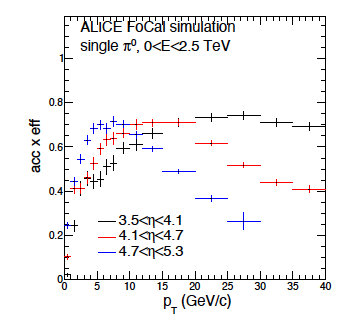 ALICE FoCal simulation
single π⁰, 0<E<2.5 TeV
acc x eff
1
0.8
0.6
0.4
0.2
0
3.5<η<4.1
4.1<η<4.7
4.7<η<5.3
0 5 10 15 20 25 30 35 40
p_T (GeV/c)